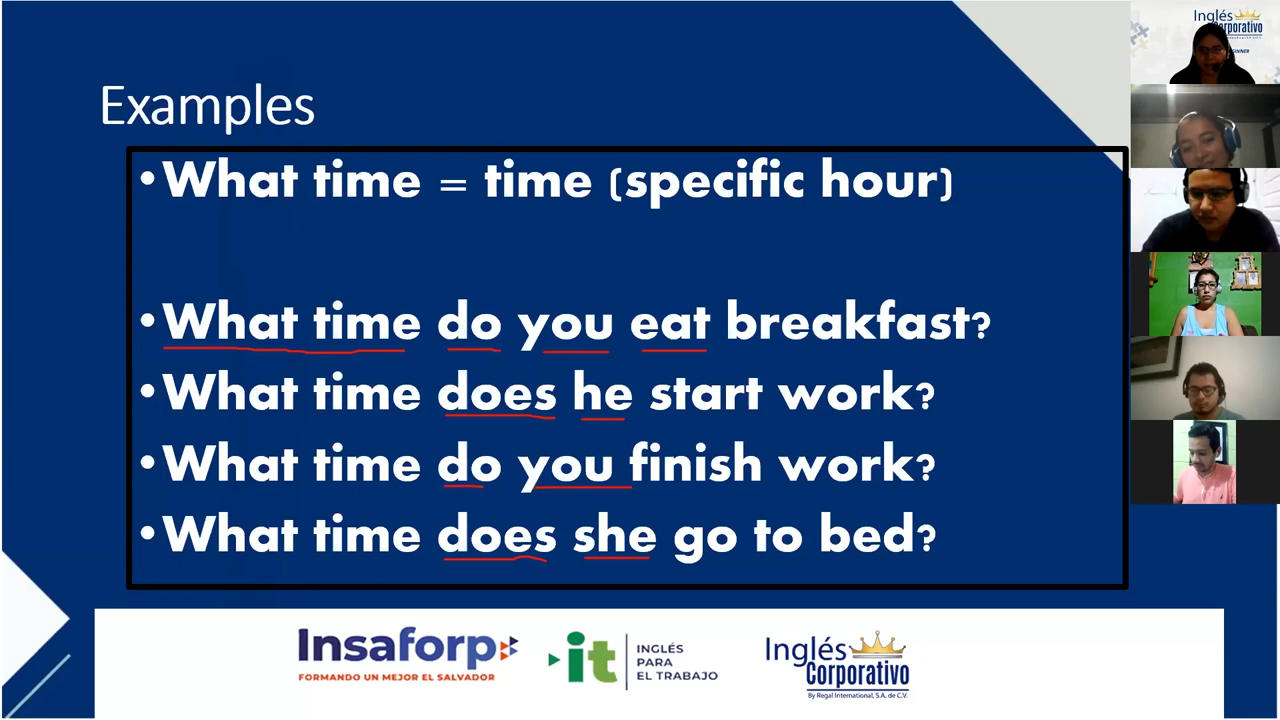 Examples
• What time = time (specific hour)
• What time do you eat breakfast?
• What time does he start work?
• What time do you finish work?
• What time does she go to bed?
Insaforp
FORMANDO UN MEJOR EL SALVADOR
it
INGLÉS
PARA
EL TRABAJO
Inglés
Corporativo
By Regal International, S.A. de C.V.
Inglés
Corporativo